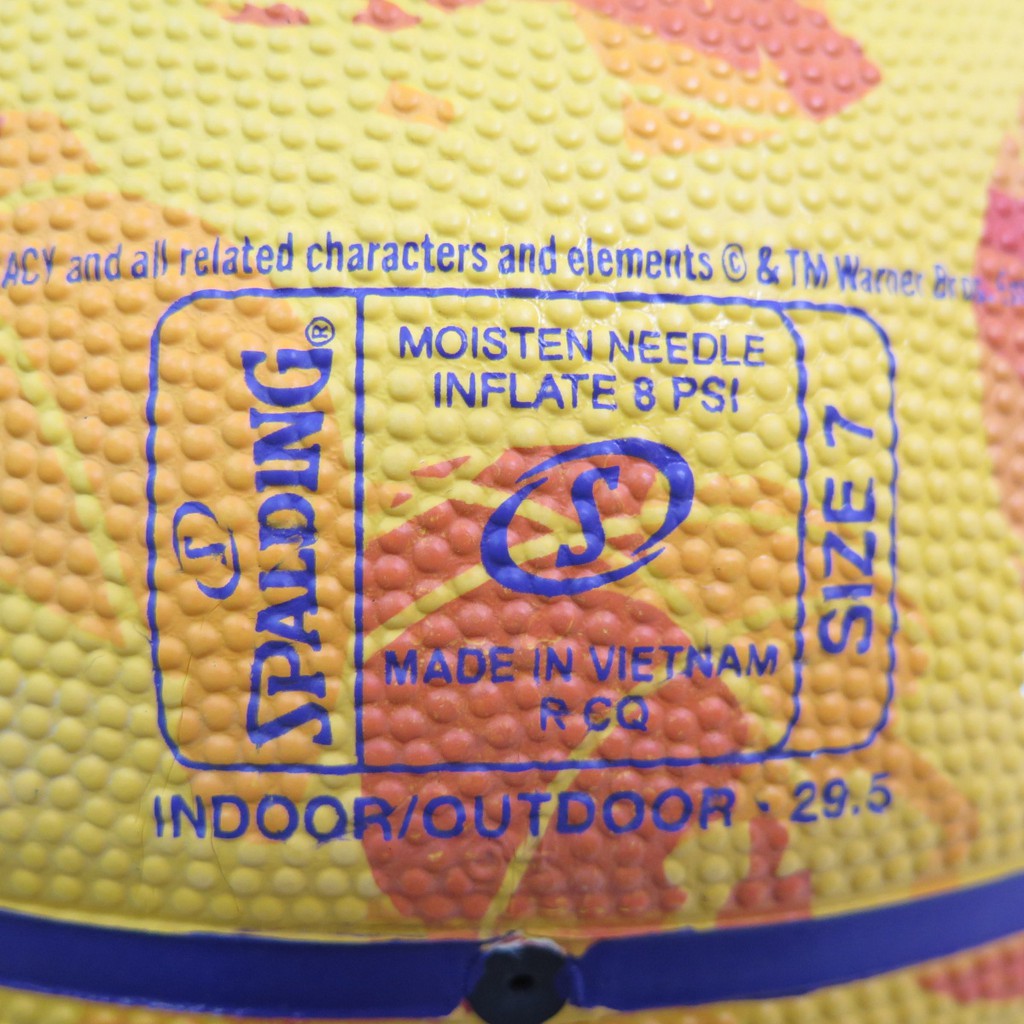 ACY and all related characters and elements © & TM Warner Bros.
SPALDING®
S
MOISTEN NEEDLE
INFLATE 8 PSI
S
MADE IN VIETNAM
R CQ
SIZE 7
INDOOR/OUTDOOR · 29.5